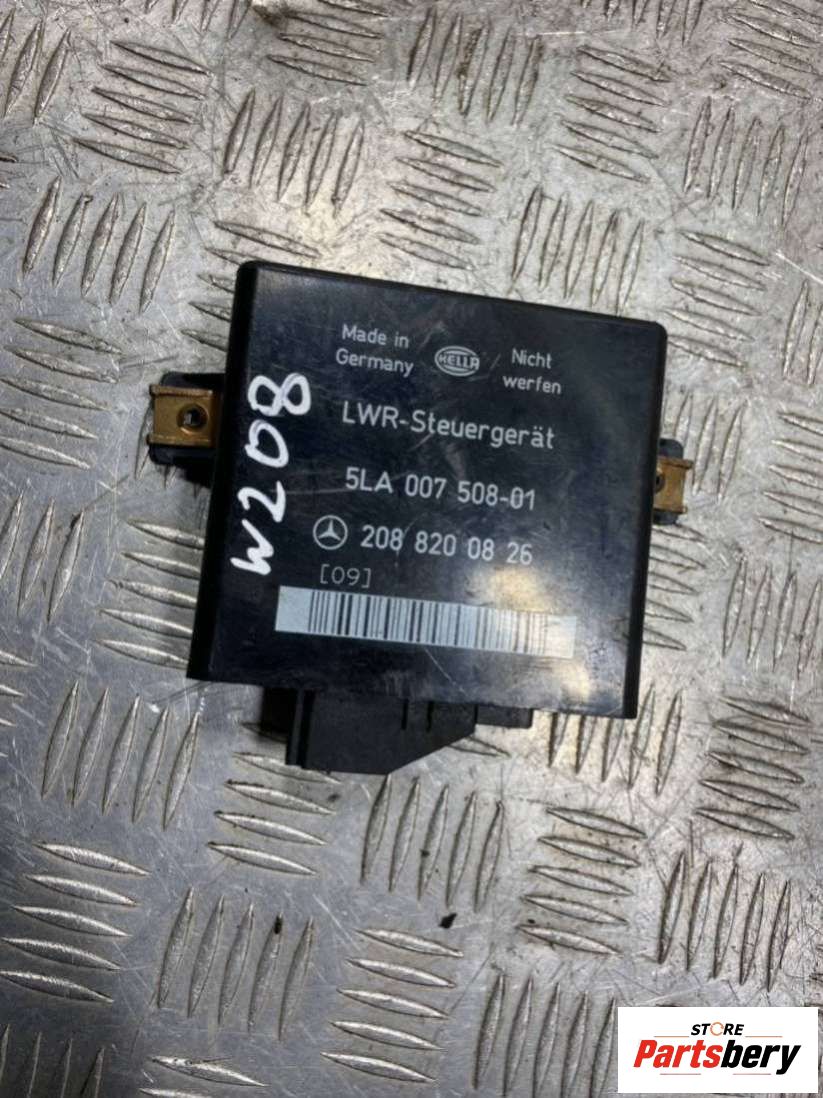 Made in Germany
HELLA
Nicht werfen
LWR-Steuergerät
5LA 007 508-01
208 820 08 26
[09]
W208
STORE
Partsbery